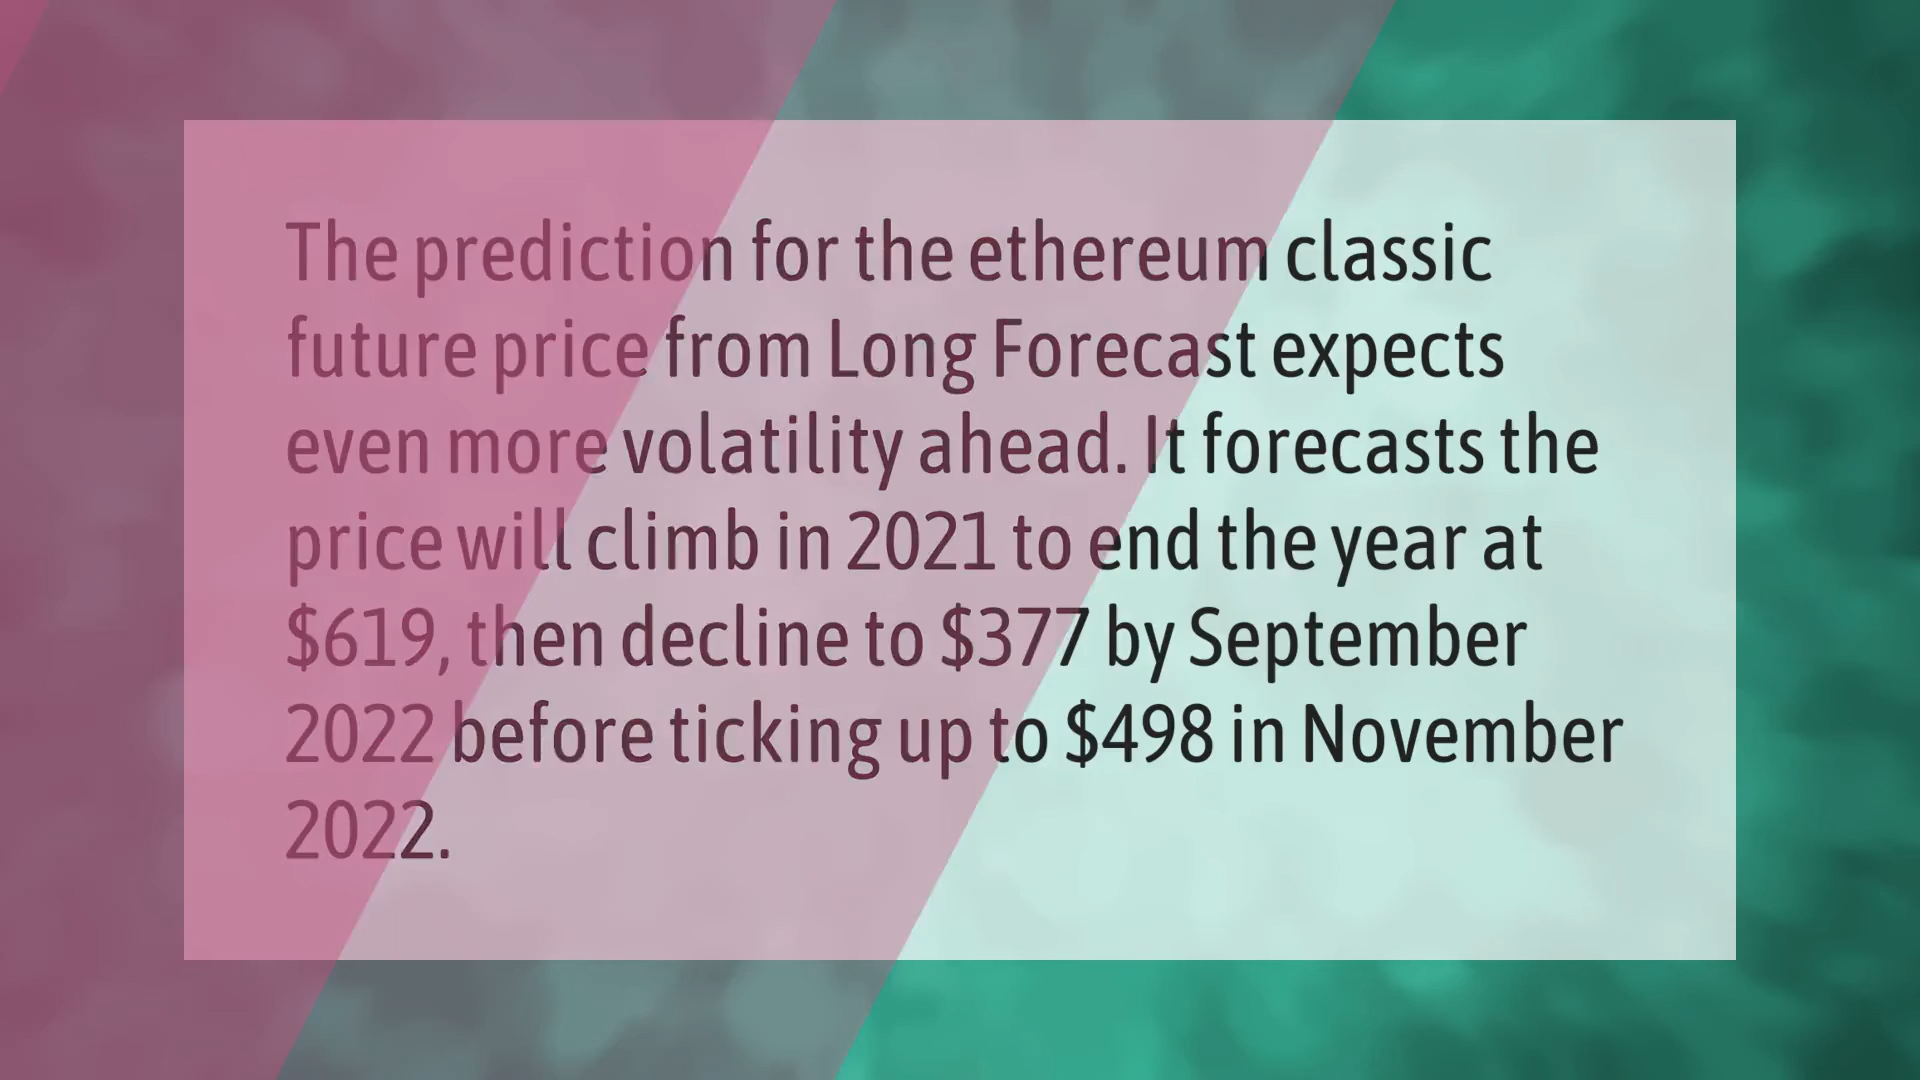 The prediction for the ethereum classic
future price from Long Forecast expects
even more volatility ahead. It forecasts the
price will climb in 2021 to end the year at
$619, then decline to $377 by September
2022 before ticking up to $498 in November
2022.